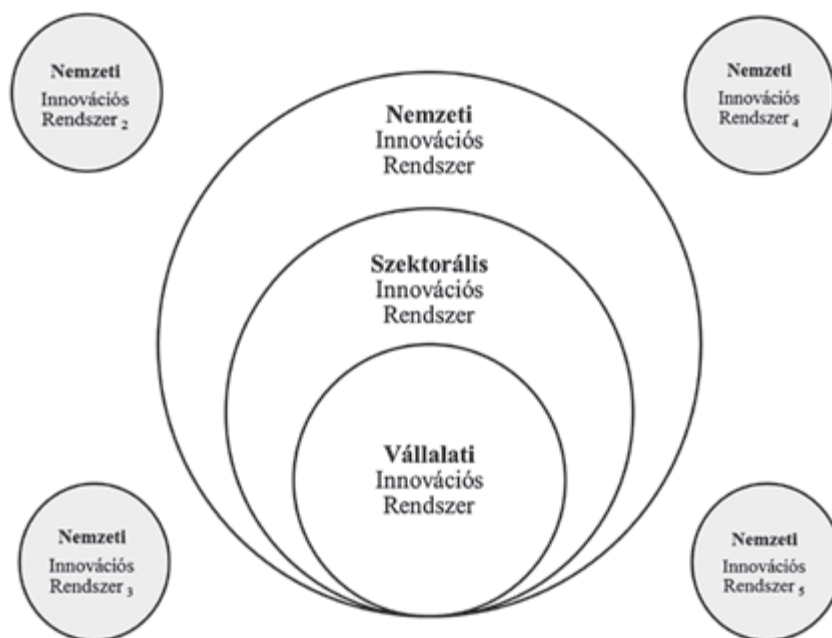 Nemzeti
Innovációs
Rendszer 2
Nemzeti
Innovációs
Rendszer 4
Nemzeti
Innovációs
Rendszer
Szektorális
Innovációs
Rendszer
Vállalati
Innovációs
Rendszer
Nemzeti
Innovációs
Rendszer 3
Nemzeti
Innovációs
Rendszer 5